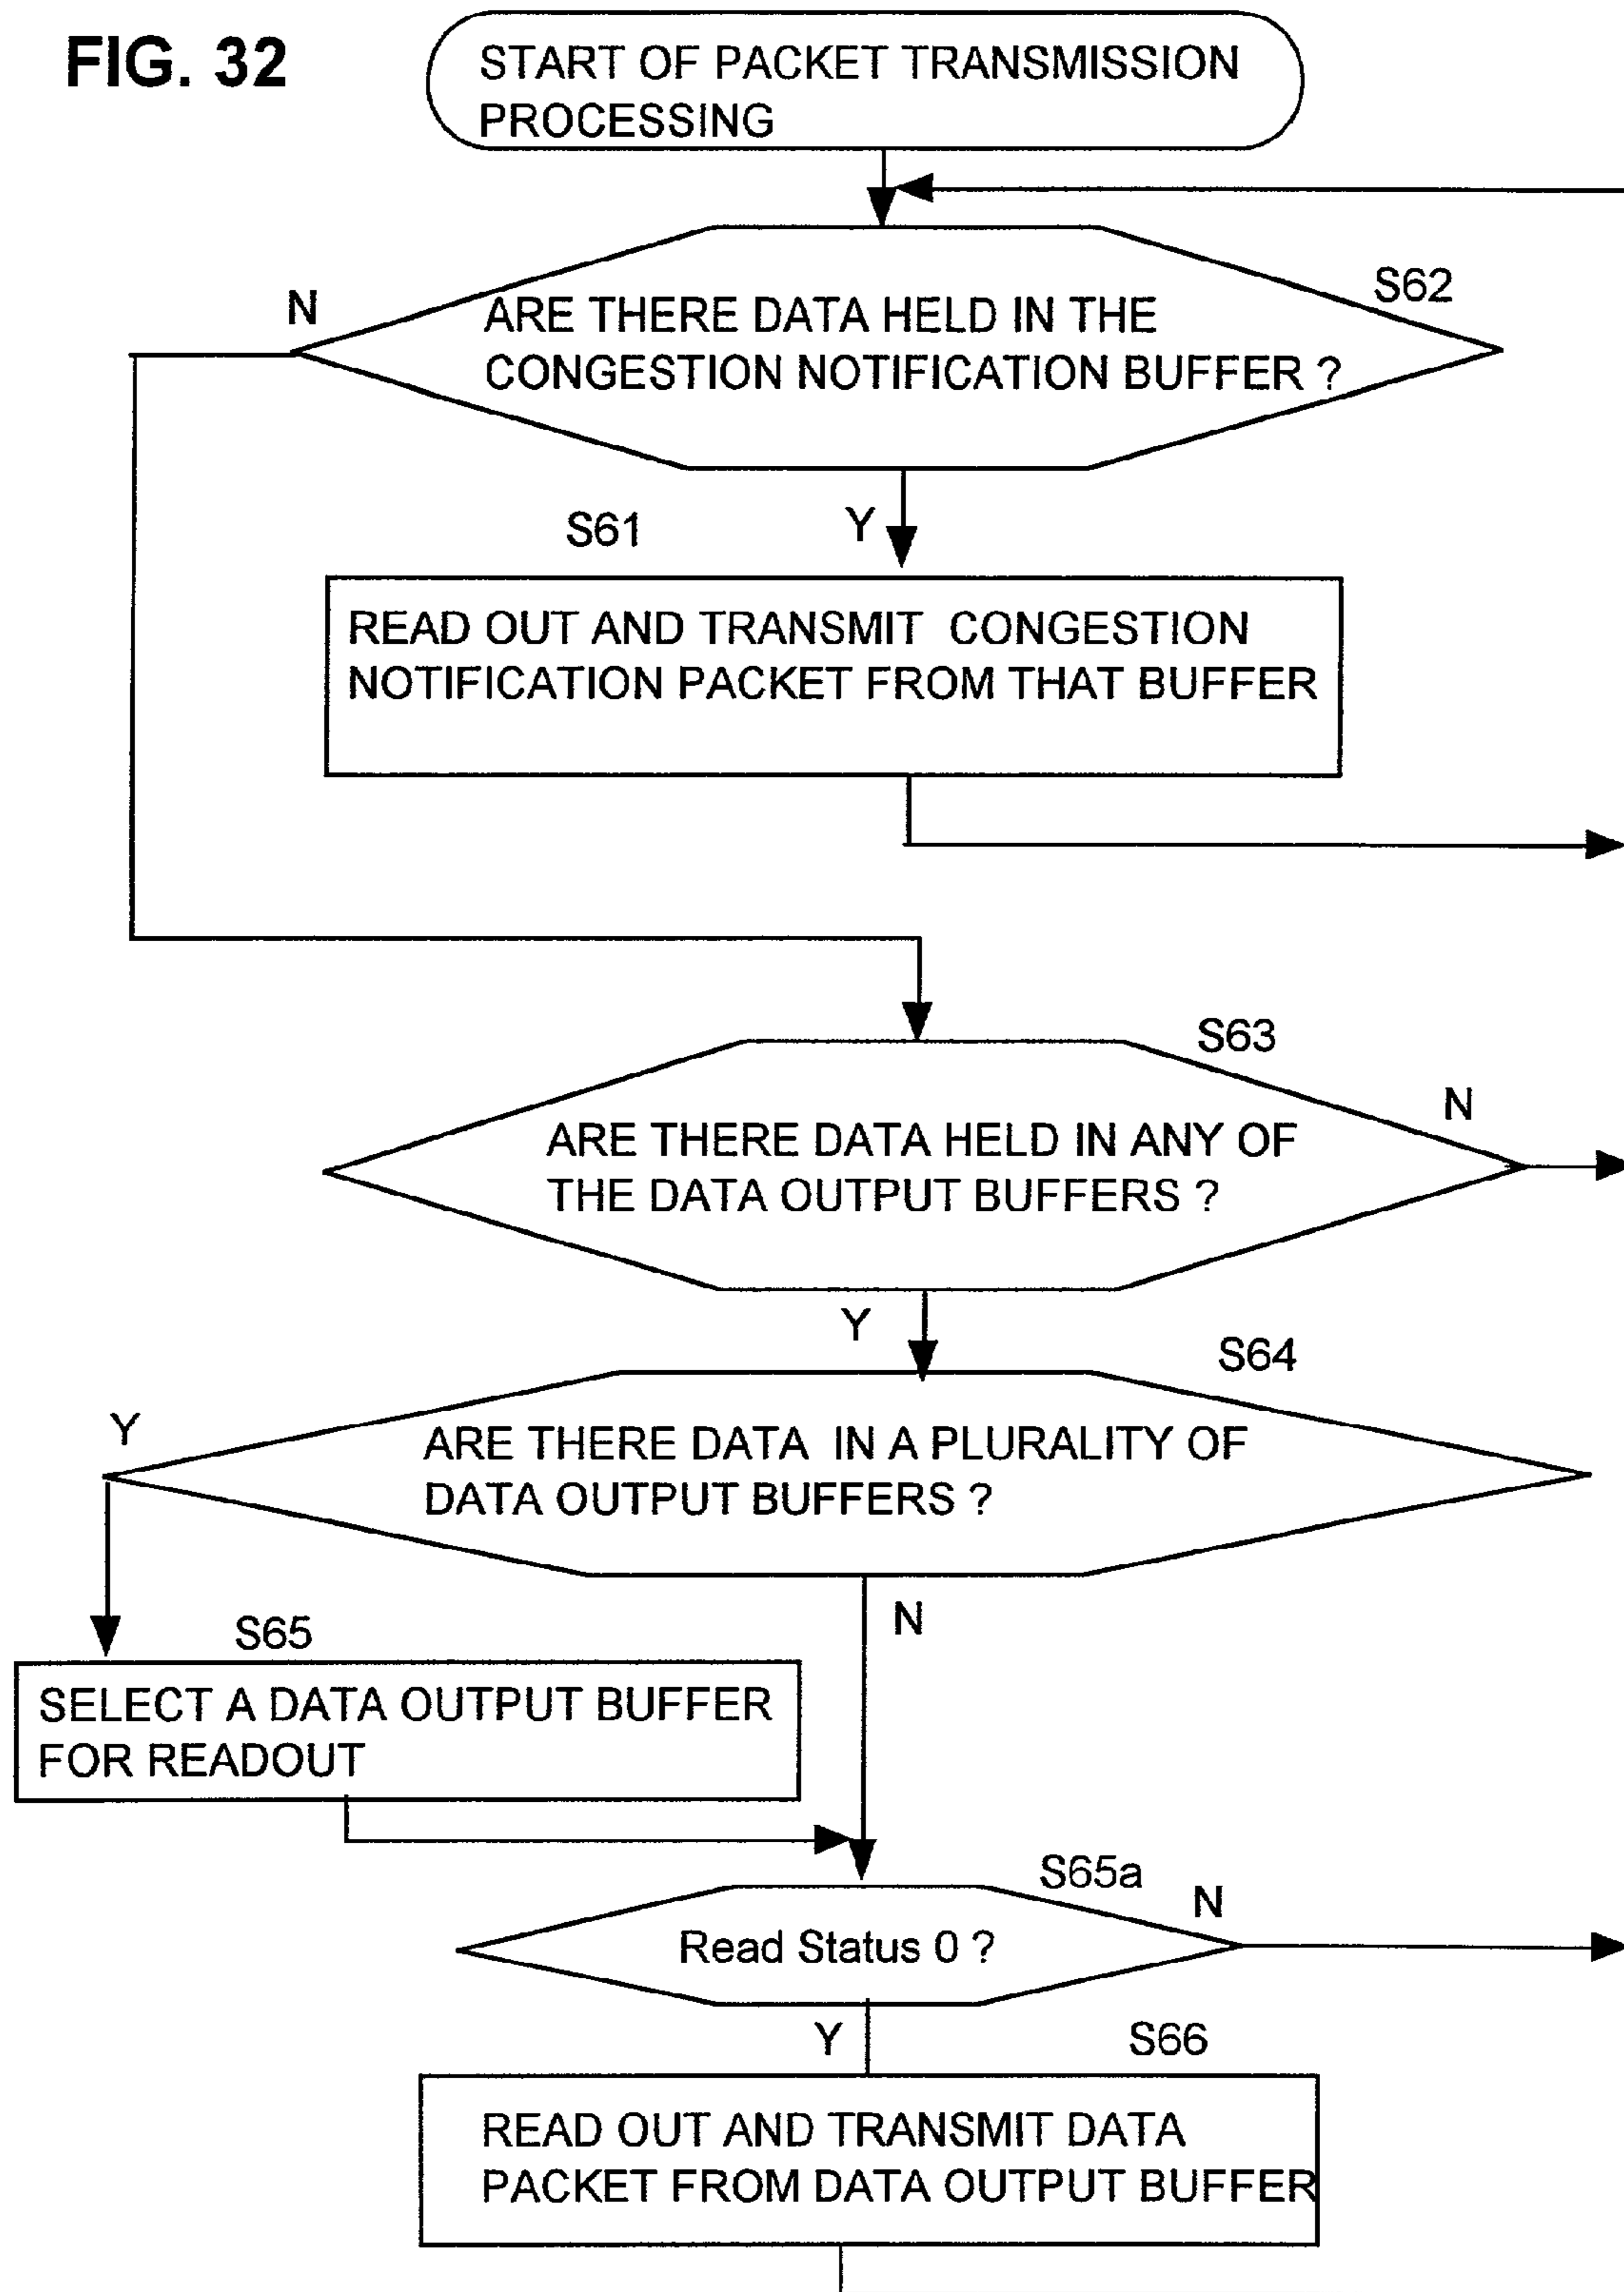 FIG. 32
START OF PACKET TRANSMISSION
PROCESSING
S62
N
ARE THERE DATA HELD IN THE
CONGESTION NOTIFICATION BUFFER ?
S61
Y
READ OUT AND TRANSMIT CONGESTION
NOTIFICATION PACKET FROM THAT BUFFER
S63
N
ARE THERE DATA HELD IN ANY OF
THE DATA OUTPUT BUFFERS ?
Y
S64
Y
ARE THERE DATA IN A PLURALITY OF
DATA OUTPUT BUFFERS ?
N
S65
SELECT A DATA OUTPUT BUFFER
FOR READOUT
S65a
N
Read Status 0 ?
Y
S66
READ OUT AND TRANSMIT DATA
PACKET FROM DATA OUTPUT BUFFER